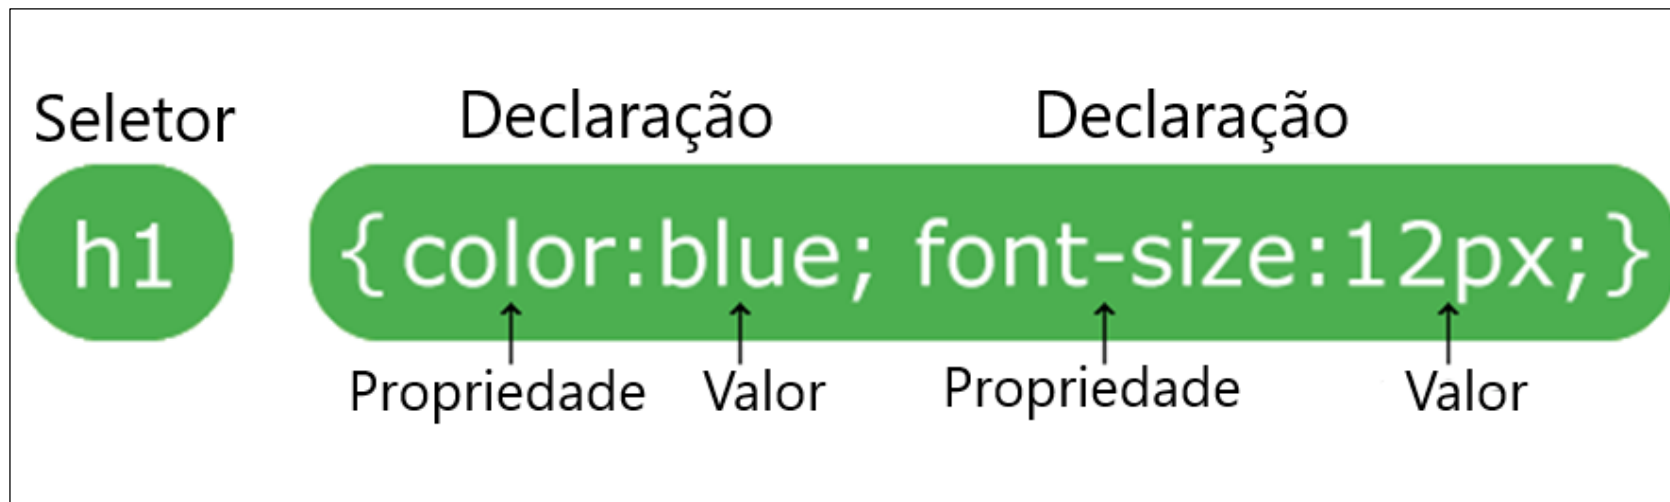 Seletor Declaração Declaração
h1 {color:blue; font-size:12px;}
Propriedade Valor Propriedade Valor